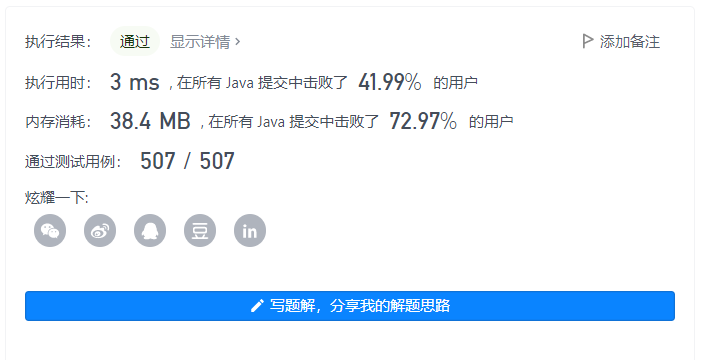 执行结果： 通过 显示详情 > 添加备注
执行用时： 3 ms , 在所有 Java 提交中击败了 41.99% 的用户
内存消耗： 38.4 MB , 在所有 Java 提交中击败了 72.97% 的用户
通过测试用例： 507 / 507
炫耀一下:
豆 in
写题解，分享我的解题思路